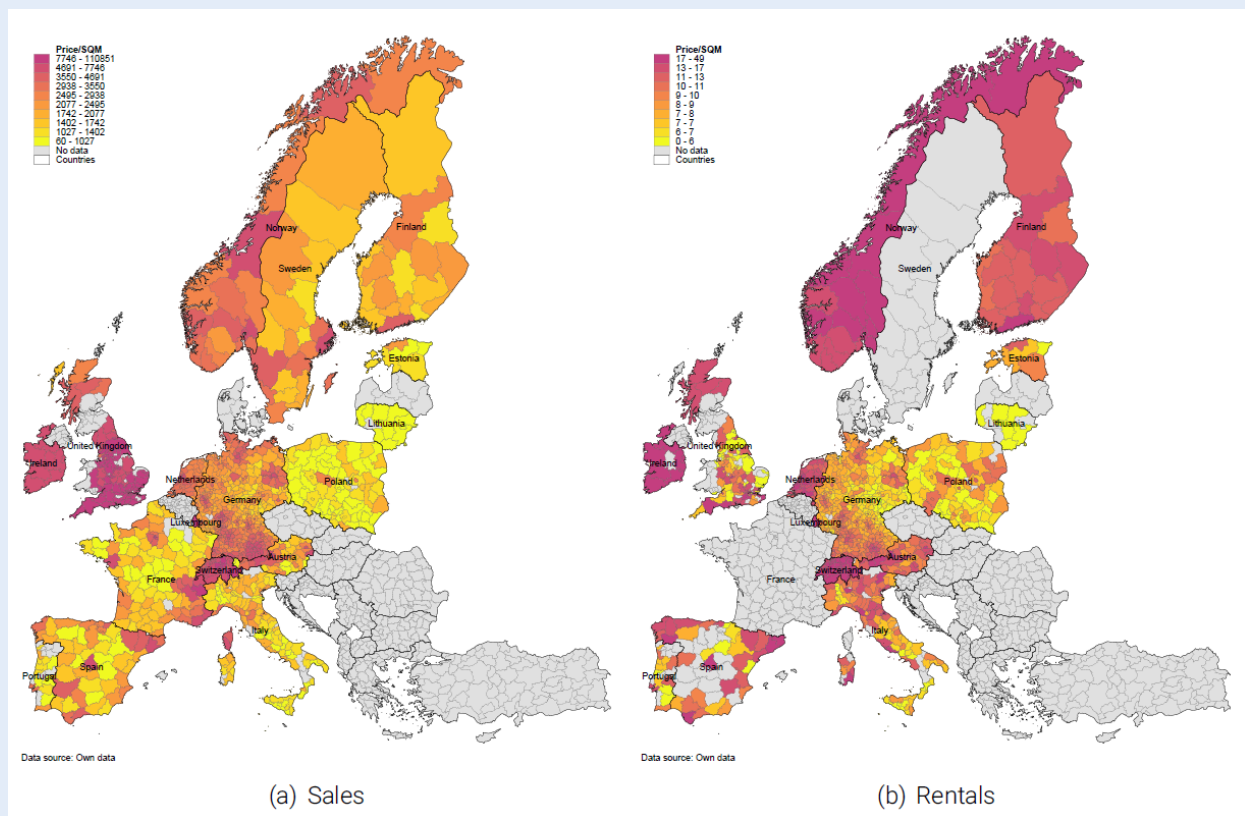 Price/SQM
7746 - 110851
4691 - 7746
3550 - 4691
2938 - 3550
2495 - 2938
2077 - 2495
1742 - 2077
1402 - 1742
1027 - 1402
60 - 1027
No data
Countries
Norway
Finland
Sweden
Estonia
Lithuania
United Kingdom
Ireland
Netherlands
Poland
Germany
Luxembourg
Austria
Switzerland
France
Italy
Spain
Portugal
Data source: Own data
(a) Sales
Price/SQM
17 - 49
13 - 17
11 - 13
10 - 11
9 - 10
8 - 9
7 - 8
7 - 7
6 - 7
0 - 6
No data
Countries
Norway
Finland
Sweden
Estonia
Lithuania
United Kingdom
Ireland
Netherlands
Poland
Germany
Luxembourg
Austria
Switzerland
France
Italy
Spain
Portugal
Data source: Own data
(b) Rentals